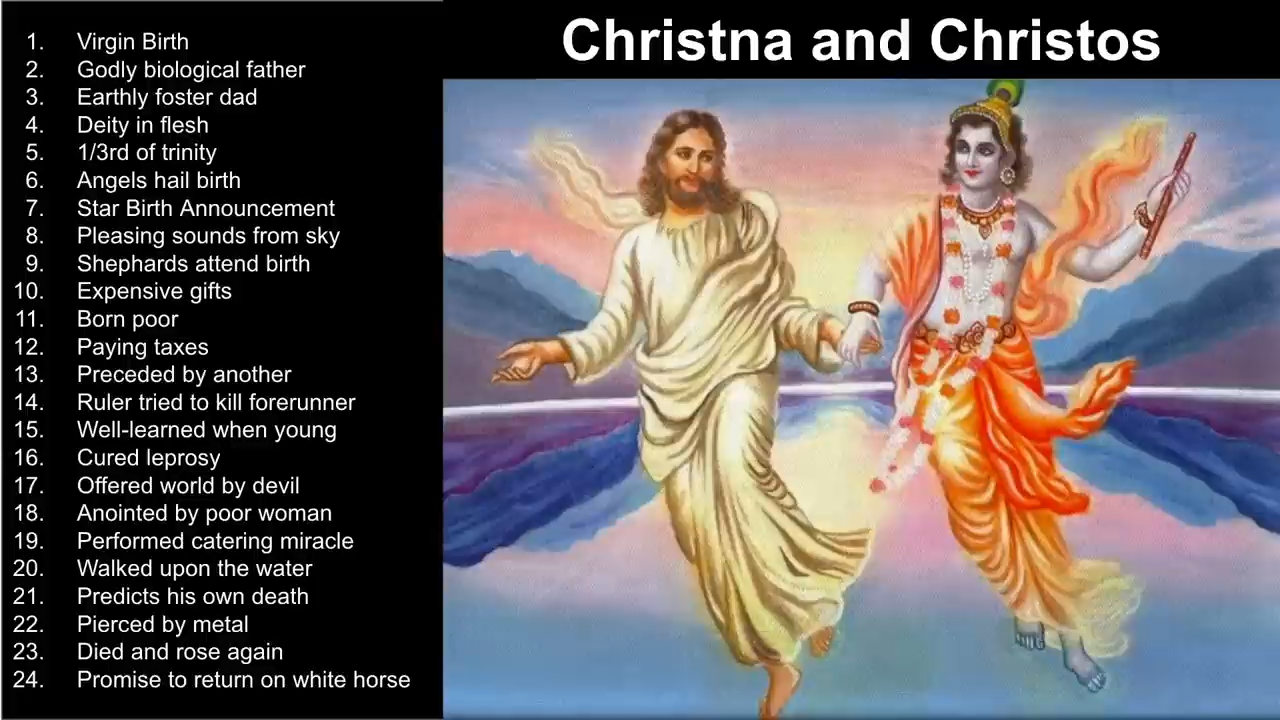 Christna and Christos
1. Virgin Birth
2. Godly biological father
3. Earthly foster dad
4. Deity in flesh
5. 1/3rd of trinity
6. Angels hail birth
7. Star Birth Announcement
8. Pleasing sounds from sky
9. Shephards attend birth
10. Expensive gifts
11. Born poor
12. Paying taxes
13. Preceded by another
14. Ruler tried to kill forerunner
15. Well-learned when young
16. Cured leprosy
17. Offered world by devil
18. Anointed by poor woman
19. Performed catering miracle
20. Walked upon the water
21. Predicts his own death
22. Pierced by metal
23. Died and rose again
24. Promise to return on white horse